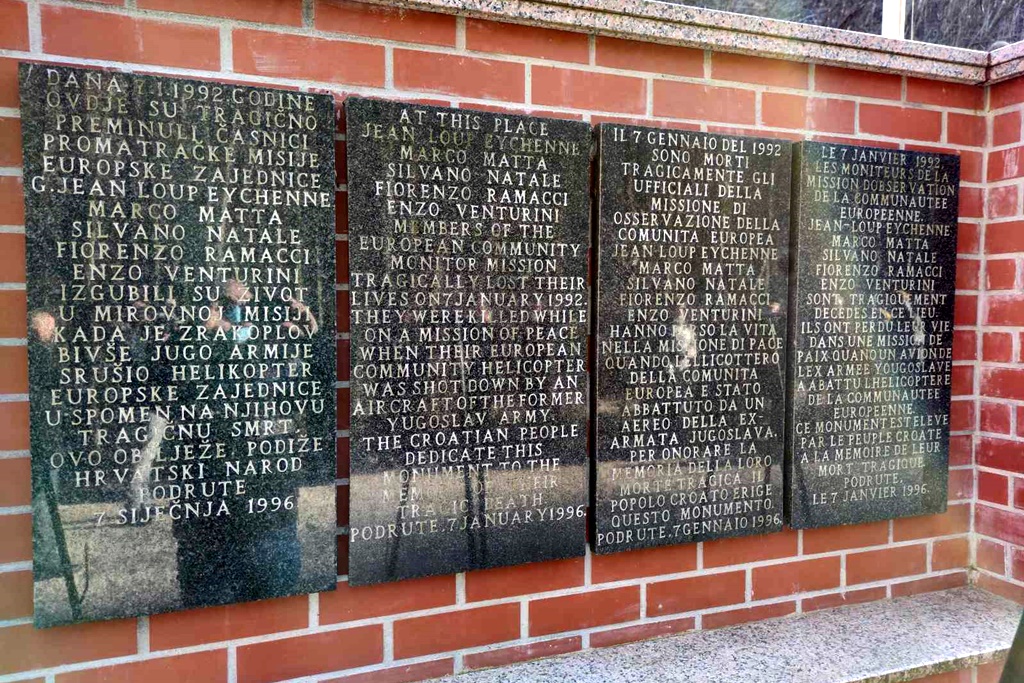 DANA 7.1.1992.GODINE
OVDJE SU TRAGIČNO
PREMINULI ČASNICI
PROMATRAČKE MISIJE
EUROPSKE ZAJEDNICE
G.JEAN LOUP EYCHENNE
MARCO MATTA
SILVANO NATALE
FIORENZO RAMACCI
ENZO VENTURINI
IZGUBILI SU ŽIVOT
U MIROVNOJ MISIJI
KADA JE ZRAKOPLOV
BIVŠE JUGO ARMIJE
SRUŠIO HELIKOPTER
EUROPSKE ZAJEDNICE
U SPOMEN NA NJIHOVU
TRAGIČNU SMRT,
OVO OBILJEŽJE PODIŽE
HRVATSKI NAROD
PODRUTE
7 SIJEČNJA 1996
AT THIS PLACE
JEAN LOUP EYCHENNE
MARCO MATTA
SILVANO NATALE
FIORENZO RAMACCI
ENZO VENTURINI
MEMBERS OF THE
EUROPEAN COMMUNITY
MONITOR MISSION
TRAGICALLY LOST THEIR
LIVES ON 7 JANUARY 1992.
THEY WERE KILLED WHILE
ON A MISSION OF PEACE
WHEN THEIR EUROPEAN
COMMUNITY HELICOPTER
WAS SHOT DOWN BY AN
AIRCRAFT OF THE FORMER
YUGOSLAV ARMY.
THE CROATIAN PEOPLE
DEDICATE THIS
MONUMENT TO THE
MEMORY OF THEIR
TRAGIC DEATH
PODRUTE. 7 JANUARY 1996.
IL 7 GENNAIO DEL 1992
SONO MORTI
TRAGICAMENTE GLI
UFFICIALI DELLA
MISSIONE DI
OSSERVAZIONE DELLA
COMUNITA EUROPEA
JEAN-LOUP EYCHENNE
MARCO MATTA
SILVANO NATALE
FIORENZO RAMACCI
ENZO VENTURINI
HANNO PERSO LA VITA
NELLA MISSIONE DI PACE
QUANDO L ELICOTTERO
DELLA COMUNITA
EUROPEA E STATO
ABBATTUTO DA UN
AEREO DELLA EX-
ARMATA JUGOSLAVA.
PER ONORARE LA
MEMORIA DELLA LORO
MORTE TRAGICA IL
POPOLO CROATO ERIGE
QUESTO MONUMENTO.
PODRUTE. 7 GENNAIO 1996.
LE 7 JANVIER 1992
LES MONITEURS DE LA
MISSION DOBSERVATION
DE LA COMMUNAUTEE
EUROPEENNE.
JEAN-LOUP EYCHENNE
MARCO MATTA
SILVANO NATALE
FIORENZO RAMACCI
ENZO VENTURINI
SONT TRAGIQUEMENT
DECEDES EN CE LIEU.
ILS ONT PERDU LEUR VIE
DANS UNE MISSION DE
PAIX QUAND UN AVION DE
LEX ARMEE YOUGOSLAVE
A ABATTU LHELICOPTERE
DE LA COMMUNAUTEE
EUROPEENNE.
CE MONUMENT EST ELEVE
PAR LE PEUPLE CROATE
A LA MEMOIRE DE LEUR
MORT TRAGIQUE.
PODRUTE.
LE 7 JANVIER 1996.